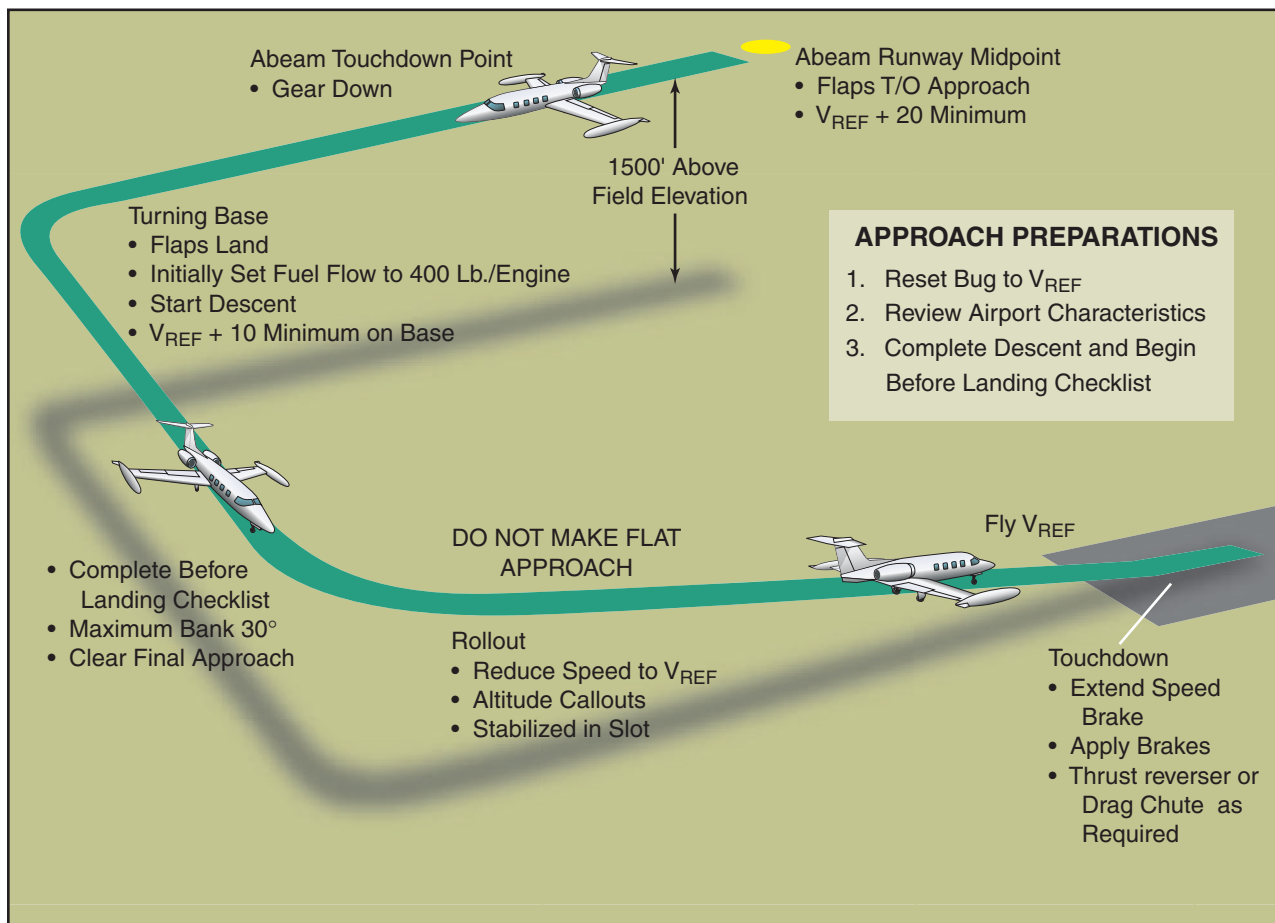 Abeam Touchdown Point
• Gear Down
Abeam Runway Midpoint
• Flaps T/O Approach
• VREF + 20 Minimum
1500' Above
Field Elevation
Turning Base
• Flaps Land
• Initially Set Fuel Flow to 400 Lb./Engine
• Start Descent
• VREF + 10 Minimum on Base
APPROACH PREPARATIONS
1. Reset Bug to VREF
2. Review Airport Characteristics
3. Complete Descent and Begin
Before Landing Checklist
• Complete Before
Landing Checklist
• Maximum Bank 30°
• Clear Final Approach
DO NOT MAKE FLAT
APPROACH
Fly VREF
Rollout
• Reduce Speed to VREF
• Altitude Callouts
• Stabilized in Slot
Touchdown
• Extend Speed
Brake
• Apply Brakes
• Thrust reverser or
Drag Chute as
Required